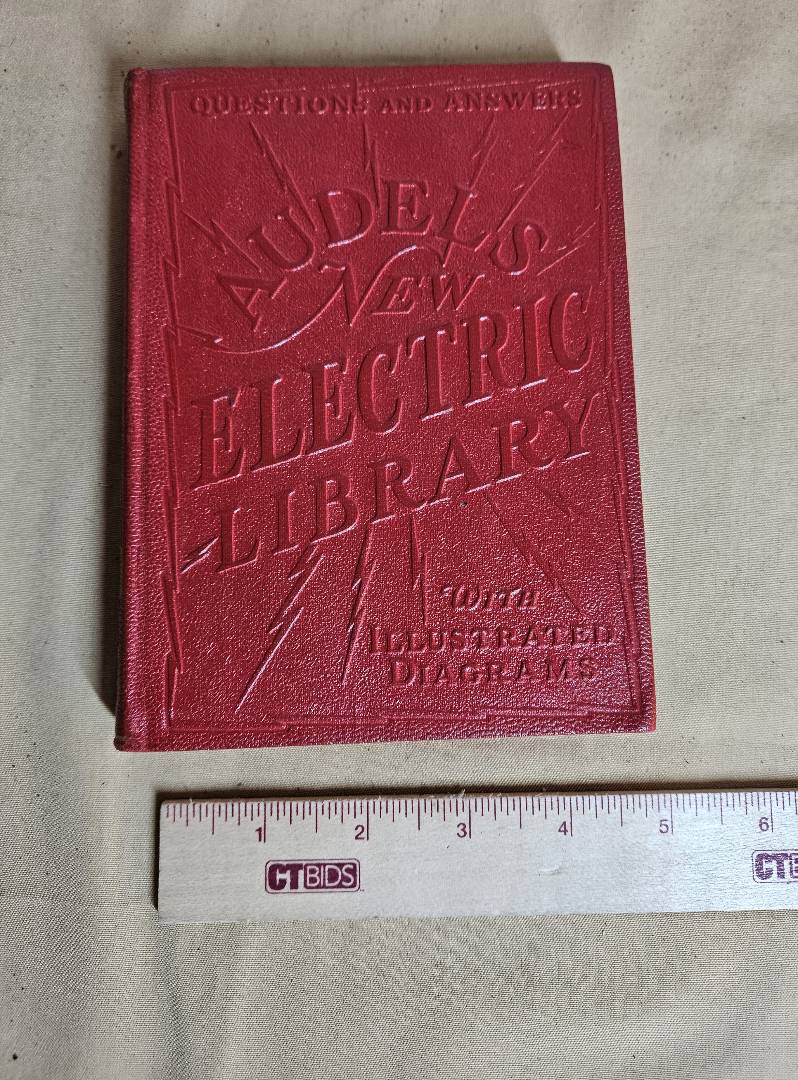 QUESTIONS AND ANSWERS
AUDELS
NEW
ELECTRIC
LIBRARY
WITH
ILLUSTRATED
DIAGRAMS
1 2 3 4 5 6
CTBIDS CTB